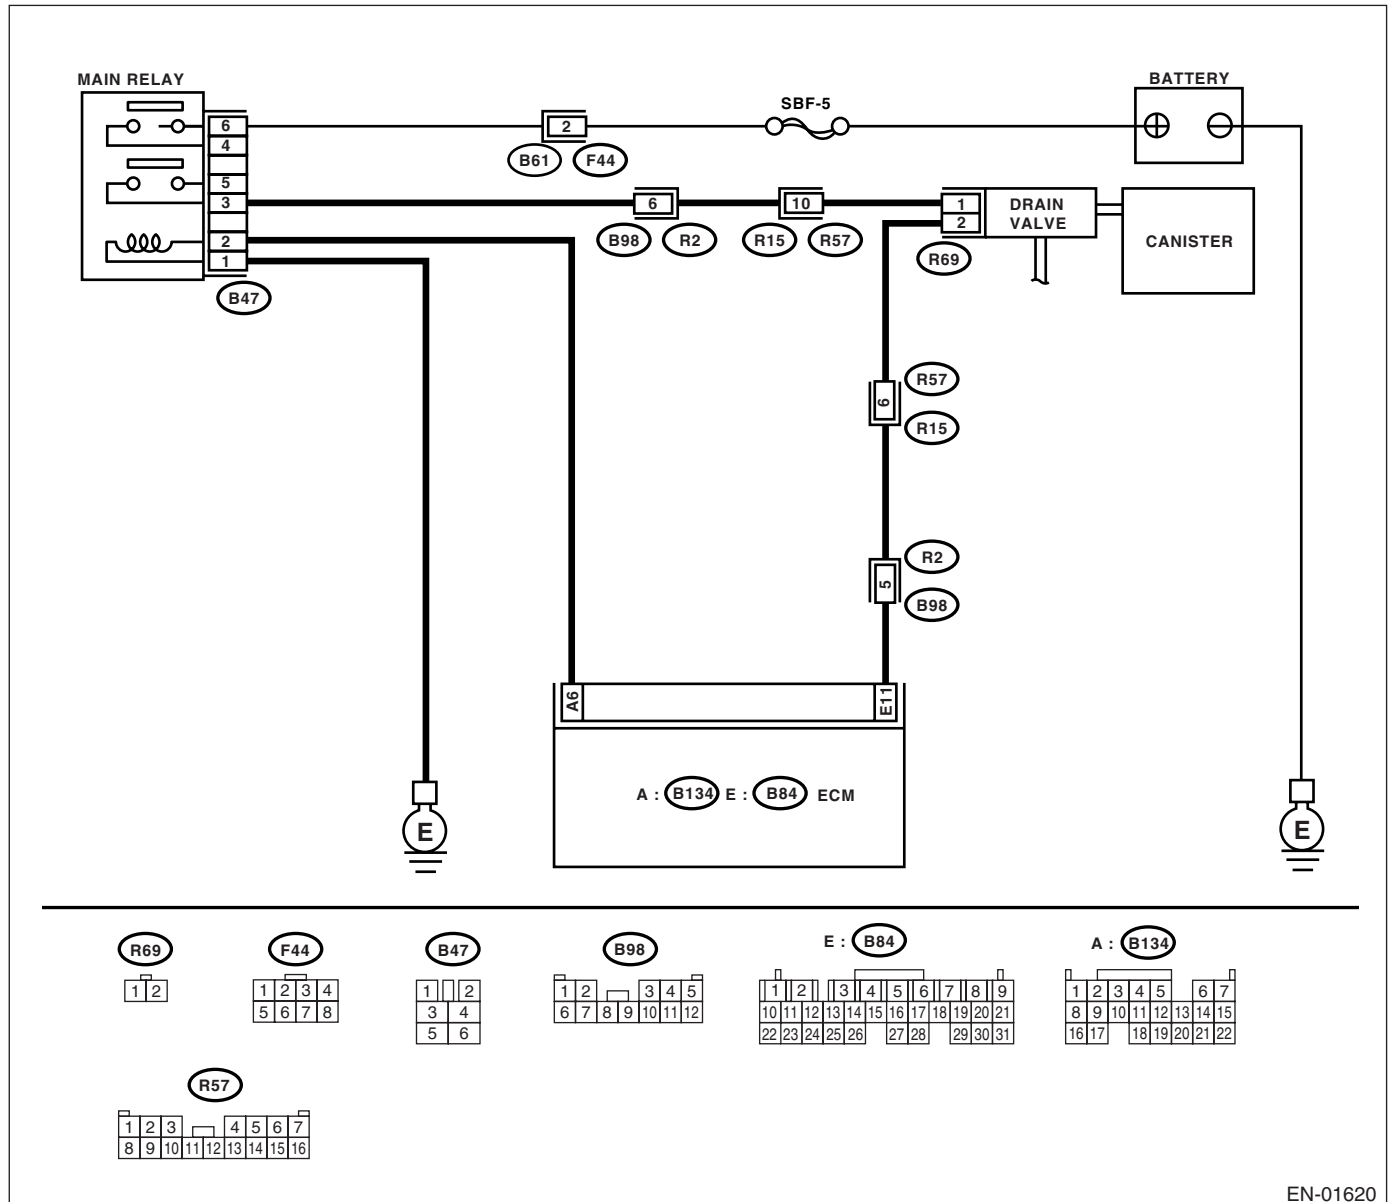 MAIN RELAY
BATTERY
SBF-5
6
4
5
3
2
1
B47
2
B61 F44
6
B98 R2
10
R15 R57
1
2
R69
DRAIN
VALVE
CANISTER
6
R57
R15
5
R2
B98
A6
E11
A : B134 E : B84 ECM
E
E
R69
1 2
F44
1 2 3 4
5 6 7 8
B47
1 2
3 4
5 6
B98
1 2 3 4 5
6 7 8 9 10 11 12
E : B84
1 2 3 4 5 6 7 8 9
10 11 12 13 14 15 16 17 18 19 20 21
22 23 24 25 26 27 28 29 30 31
A : B134
1 2 3 4 5 6 7
8 9 10 11 12 13 14 15
16 17 18 19 20 21 22
R57
1 2 3 4 5 6 7
8 9 10 11 12 13 14 15 16
EN-01620